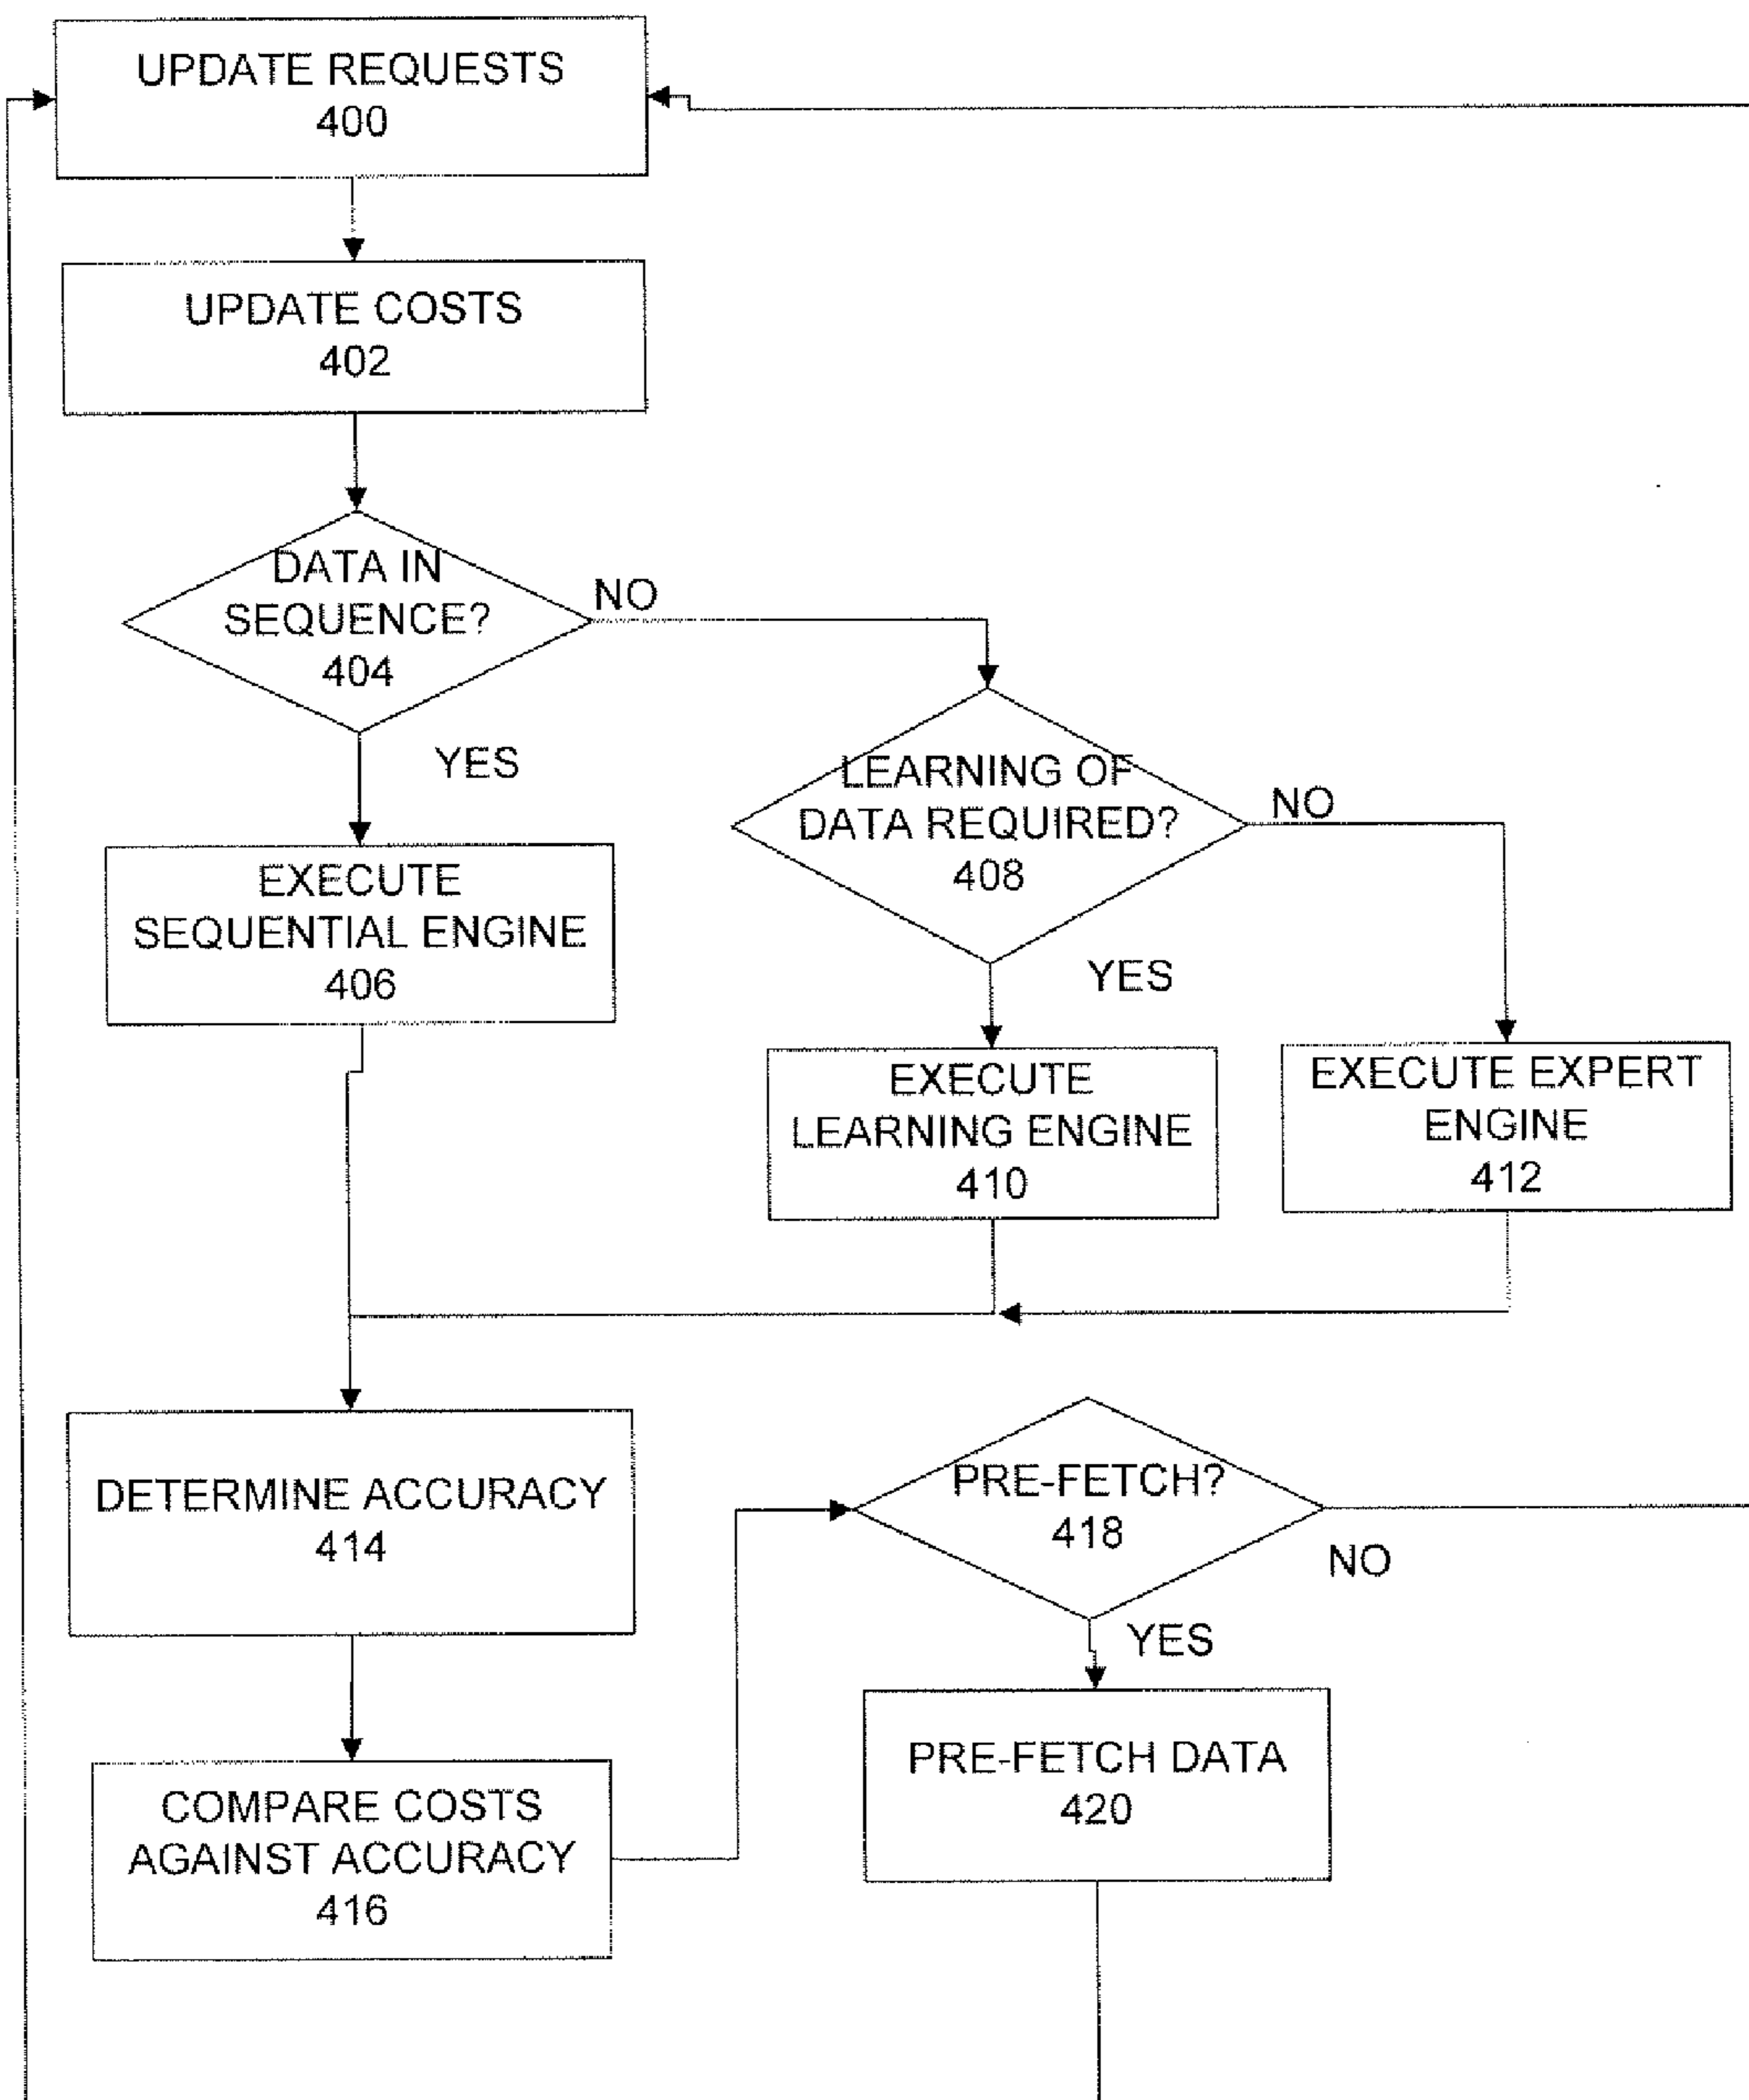 UPDATE REQUESTS
400
UPDATE COSTS
402
DATA IN
SEQUENCE?
404
NO
YES
LEARNING OF
DATA REQUIRED?
408
NO
YES
EXECUTE
SEQUENTIAL ENGINE
406
EXECUTE
LEARNING ENGINE
410
EXECUTE EXPERT
ENGINE
412
DETERMINE ACCURACY
414
COMPARE COSTS
AGAINST ACCURACY
416
PRE-FETCH?
418
NO
YES
PRE-FETCH DATA
420